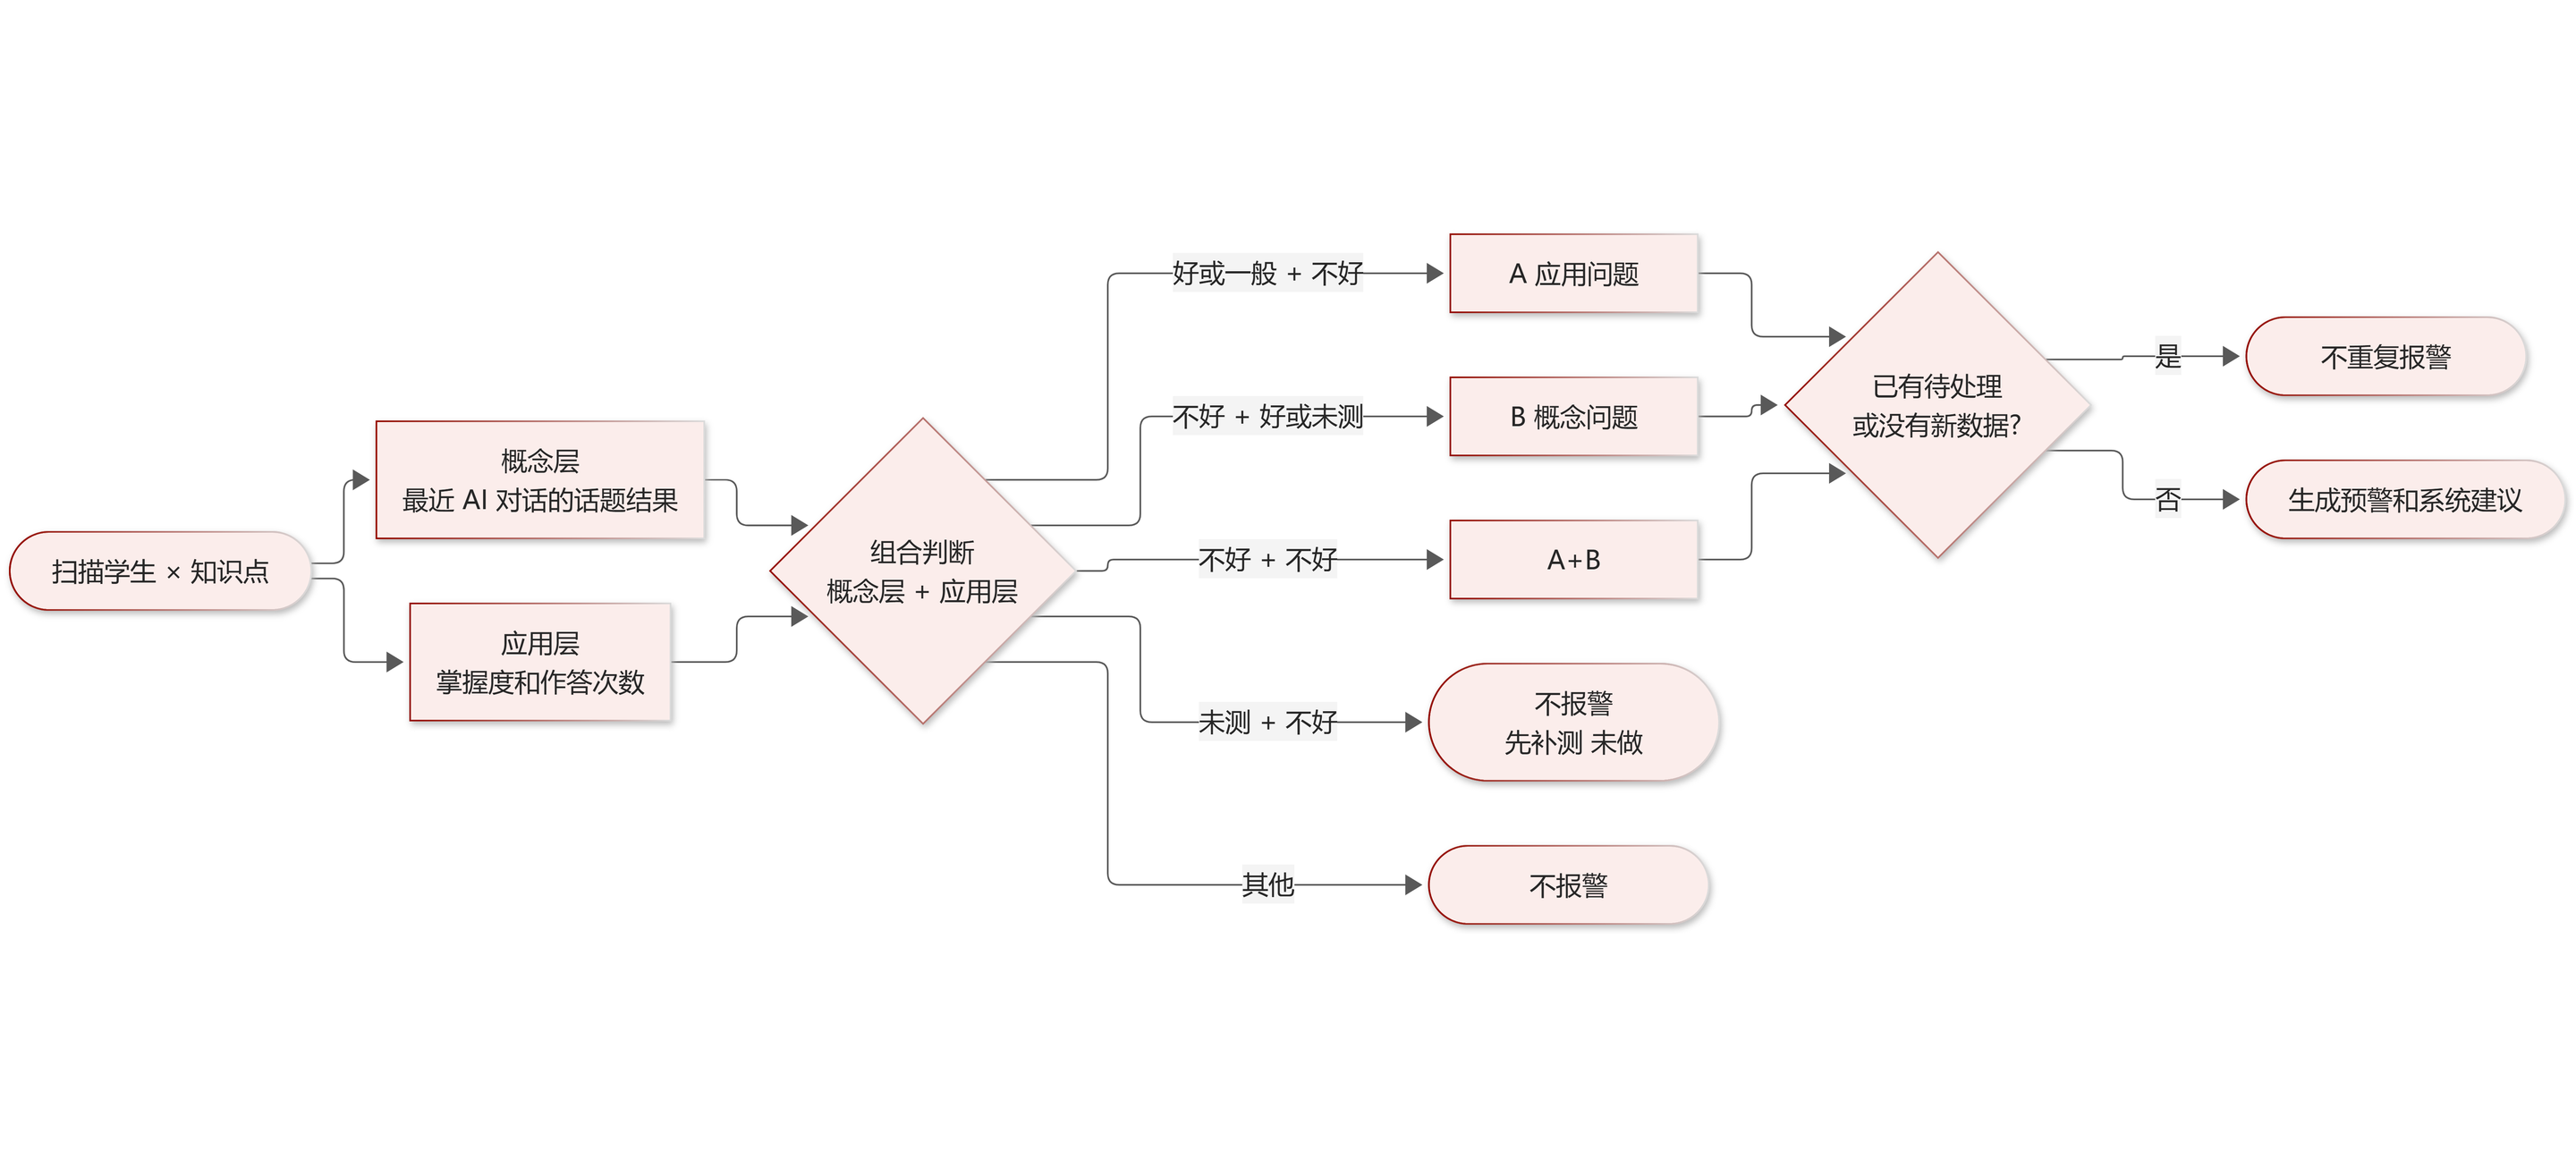 扫描学生 × 知识点
概念层
最近 AI 对话的话题结果
应用层
掌握度和作答次数
组合判断
概念层 + 应用层
好或一般 + 不好
不好 + 好或未测
不好 + 不好
未测 + 不好
其他
A 应用问题
B 概念问题
A+B
不报警
先补测 未做
不报警
已有待处理
或没有新数据?
是
否
不重复报警
生成预警和系统建议